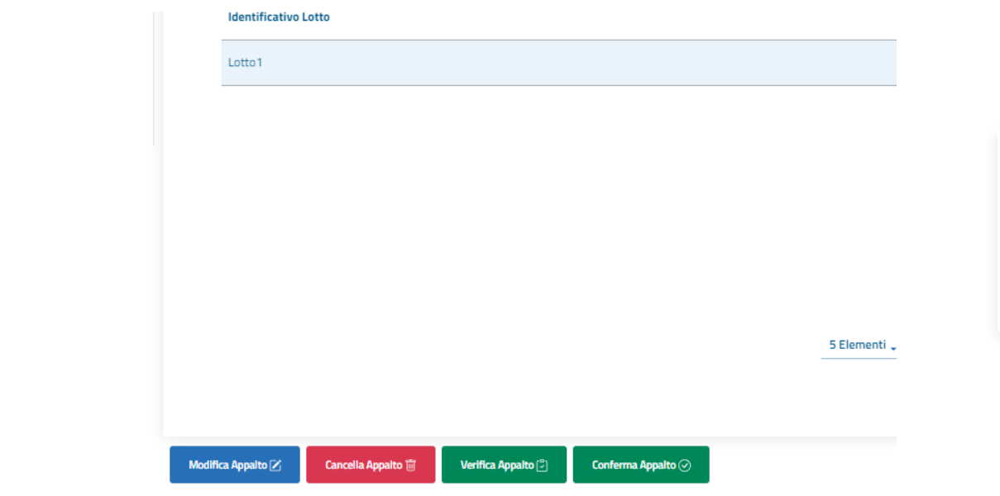 Identificativo Lotto
Lotto1
5 Elementi
Modifica Appalto Cancella Appalto Verifica Appalto Conferma Appalto